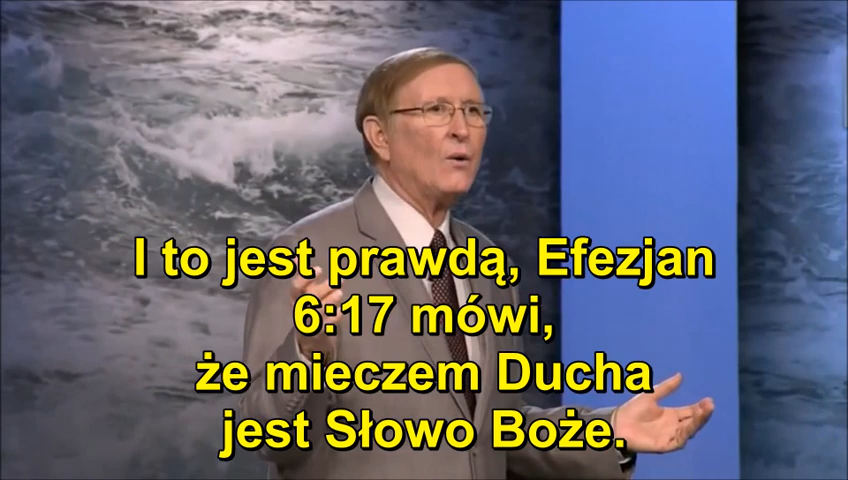 I to jest prawdą, Efezjan
6:17 mówi,
że mieczem Ducha
jest Słowo Boże.